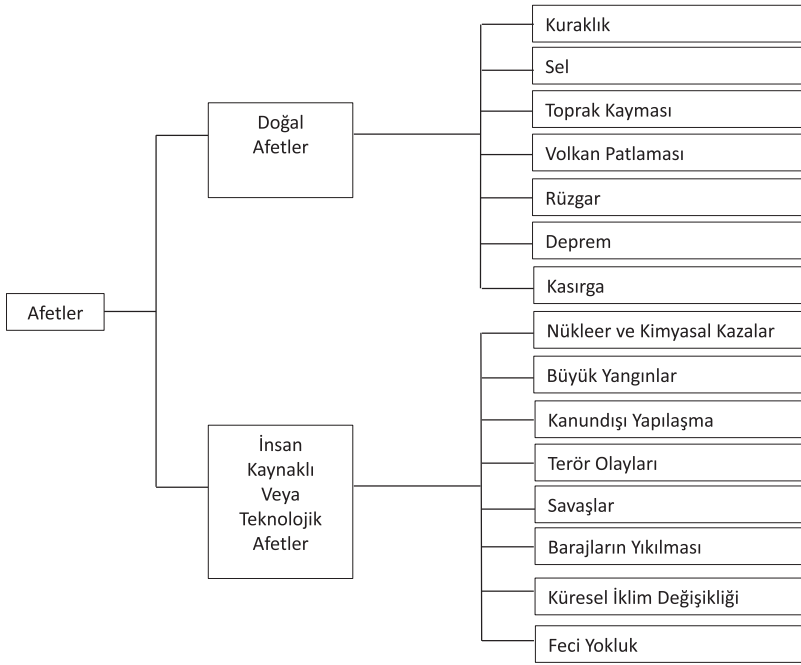 Afetler
Doğal
Afetler
Kuraklık
Sel
Toprak Kayması
Volkan Patlaması
Rüzgar
Deprem
Kasırga
İnsan
Kaynaklı
Veya
Teknolojik
Afetler
Nükleer ve Kimyasal Kazalar
Büyük Yangınlar
Kanundışı Yapılaşma
Terör Olayları
Savaşlar
Barajların Yıkılması
Küresel İklim Değişikliği
Feci Yokluk